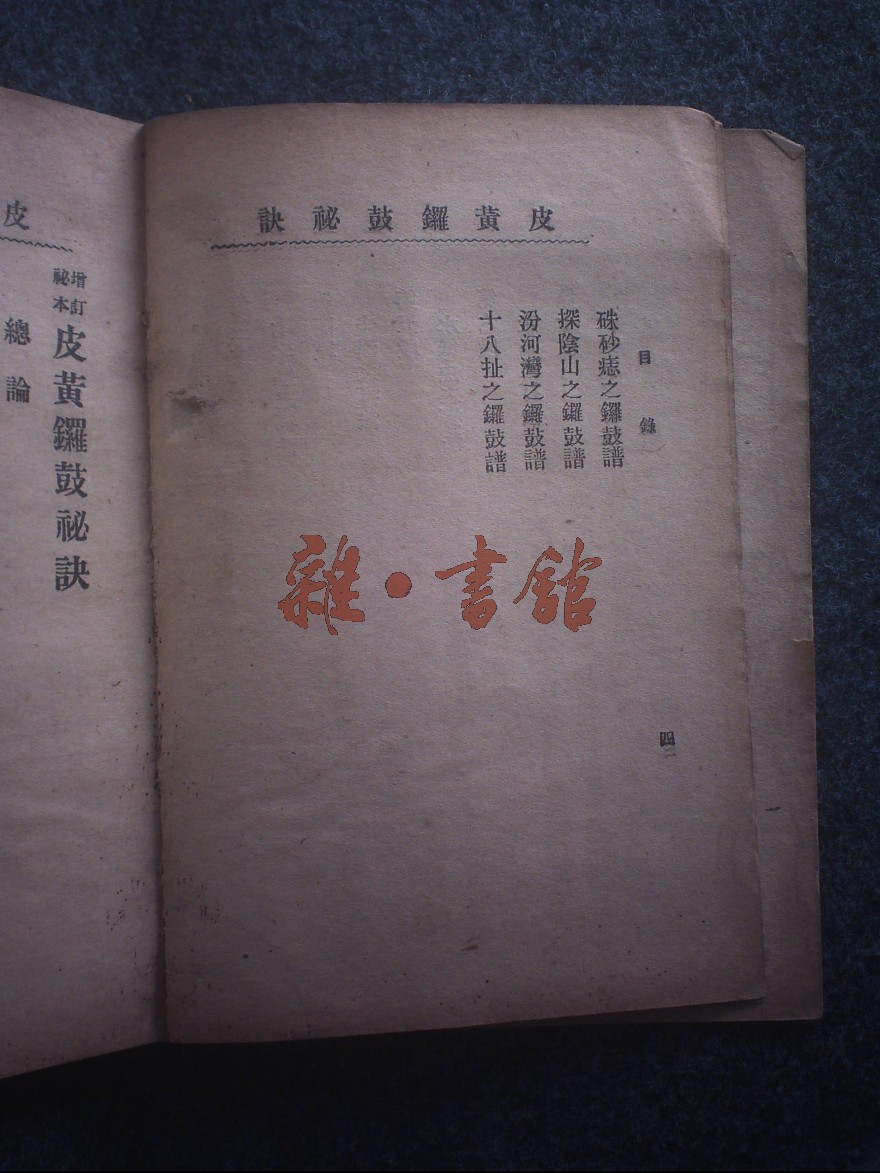 皮黃鑼鼓祕訣
目錄
硃砂痣之鑼鼓譜
探陰山之鑼鼓譜
汾河灣之鑼鼓譜
十八扯之鑼鼓譜
四
雜·書館
皮
增訂
祕本
皮黃鑼鼓祕訣
總論